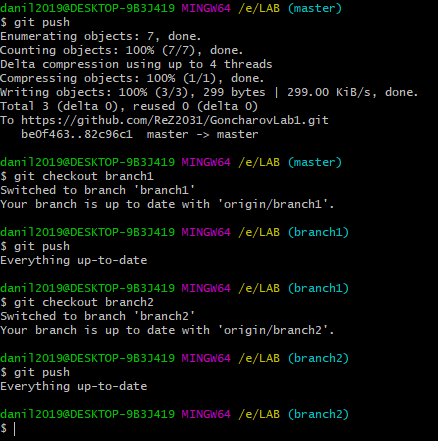 danil2019@DESKTOP-9B3J419 MINGW64 /e/LAB (master)
$ git push
Enumerating objects: 7, done.
Counting objects: 100% (7/7), done.
Delta compression using up to 4 threads
Compressing objects: 100% (1/1), done.
Writing objects: 100% (3/3), 299 bytes | 299.00 KiB/s, done.
Total 3 (delta 0), reused 0 (delta 0)
To https://github.com/ReZ2031/GoncharovLab1.git
   be0f463..82c96c1  master -> master
danil2019@DESKTOP-9B3J419 MINGW64 /e/LAB (master)
$ git checkout branch1
Switched to branch 'branch1'
Your branch is up to date with 'origin/branch1'.
danil2019@DESKTOP-9B3J419 MINGW64 /e/LAB (branch1)
$ git push
Everything up-to-date
danil2019@DESKTOP-9B3J419 MINGW64 /e/LAB (branch1)
$ git checkout branch2
Switched to branch 'branch2'
Your branch is up to date with 'origin/branch2'.
danil2019@DESKTOP-9B3J419 MINGW64 /e/LAB (branch2)
$ git push
Everything up-to-date
danil2019@DESKTOP-9B3J419 MINGW64 /e/LAB (branch2)
$